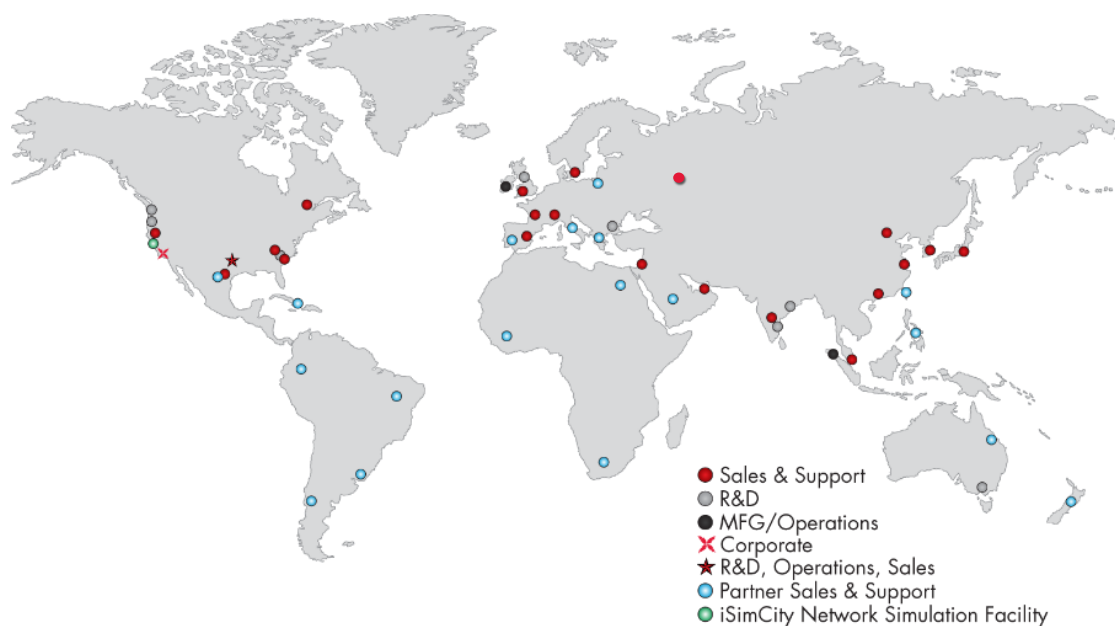 Sales & Support
R&D
MFG/Operations
Corporate
R&D, Operations, Sales
Partner Sales & Support
iSimCity Network Simulation Facility